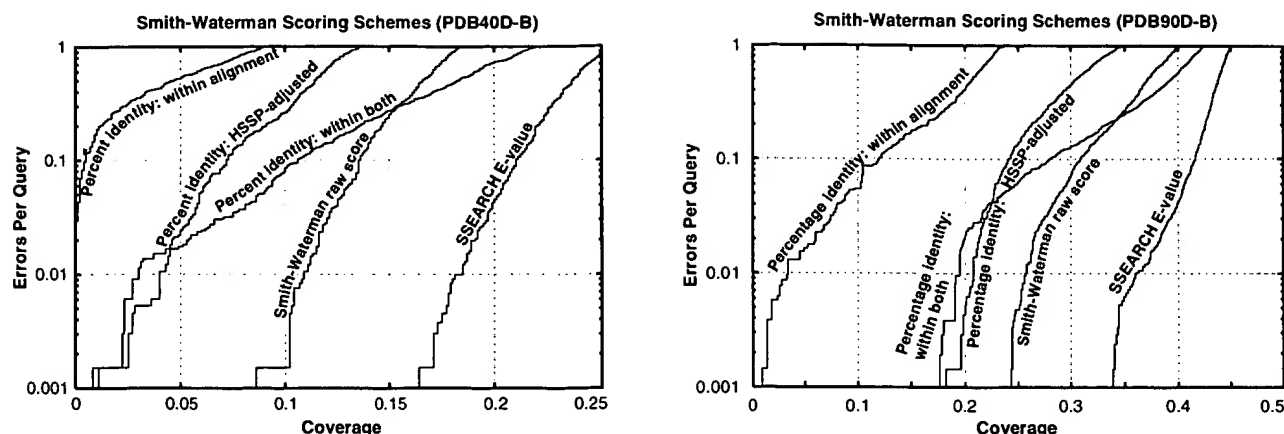 Smith-Waterman Scoring Schemes (PDB40D-B)
Errors Per Query
1
0.1
0.01
0.001
Percent Identity: within alignment
Percent identity: HSSP-adjusted
Percent identity: within both
Smith-Waterman raw score
SSEARCH E-value
0
0.05
0.1
0.15
0.2
0.25
Coverage
Smith-Waterman Scoring Schemes (PDB90D-B)
Errors Per Query
1
0.1
0.01
0.001
Percentage identity: within alignment
Percentage identity:
within both
Percentage identity: HSSP-adjusted
Smith-Waterman raw score
SSEARCH E-value
0
0.1
0.2
0.3
0.4
0.5
Coverage